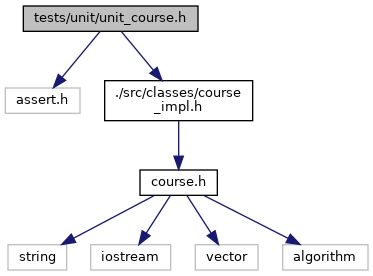 tests/unit/unit_course.h
assert.h
./src/classes/course
_impl.h
course.h
string
iostream
vector
algorithm